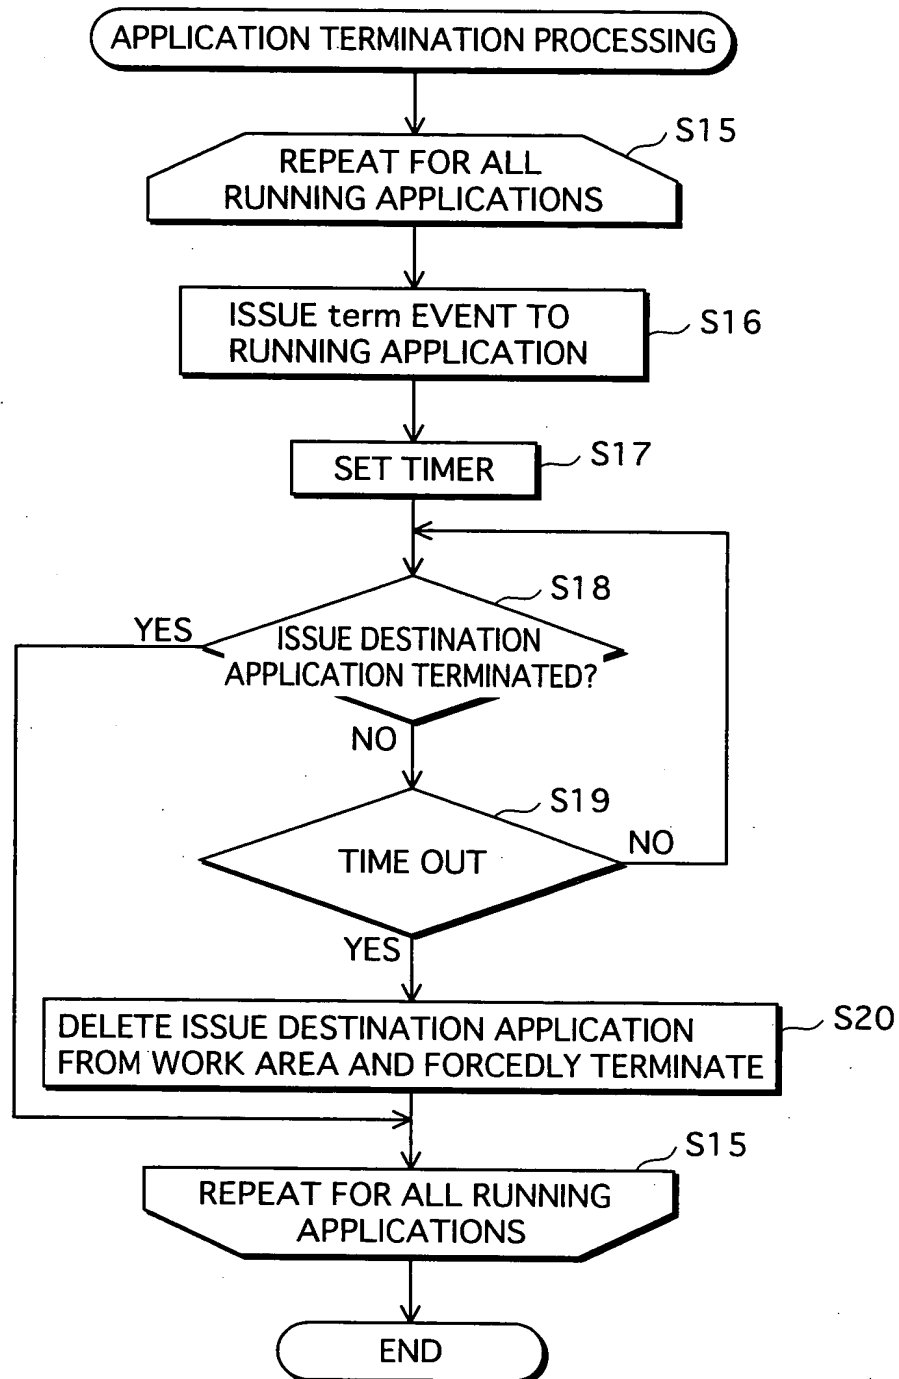 APPLICATION TERMINATION PROCESSING
S15
REPEAT FOR ALL
RUNNING APPLICATIONS
ISSUE term EVENT TO
RUNNING APPLICATION
S16
SET TIMER
S17
S18
YES
ISSUE DESTINATION
APPLICATION TERMINATED?
NO
S19
TIME OUT
NO
YES
DELETE ISSUE DESTINATION APPLICATION
FROM WORK AREA AND FORCEDLY TERMINATE
S20
S15
REPEAT FOR ALL RUNNING
APPLICATIONS
END